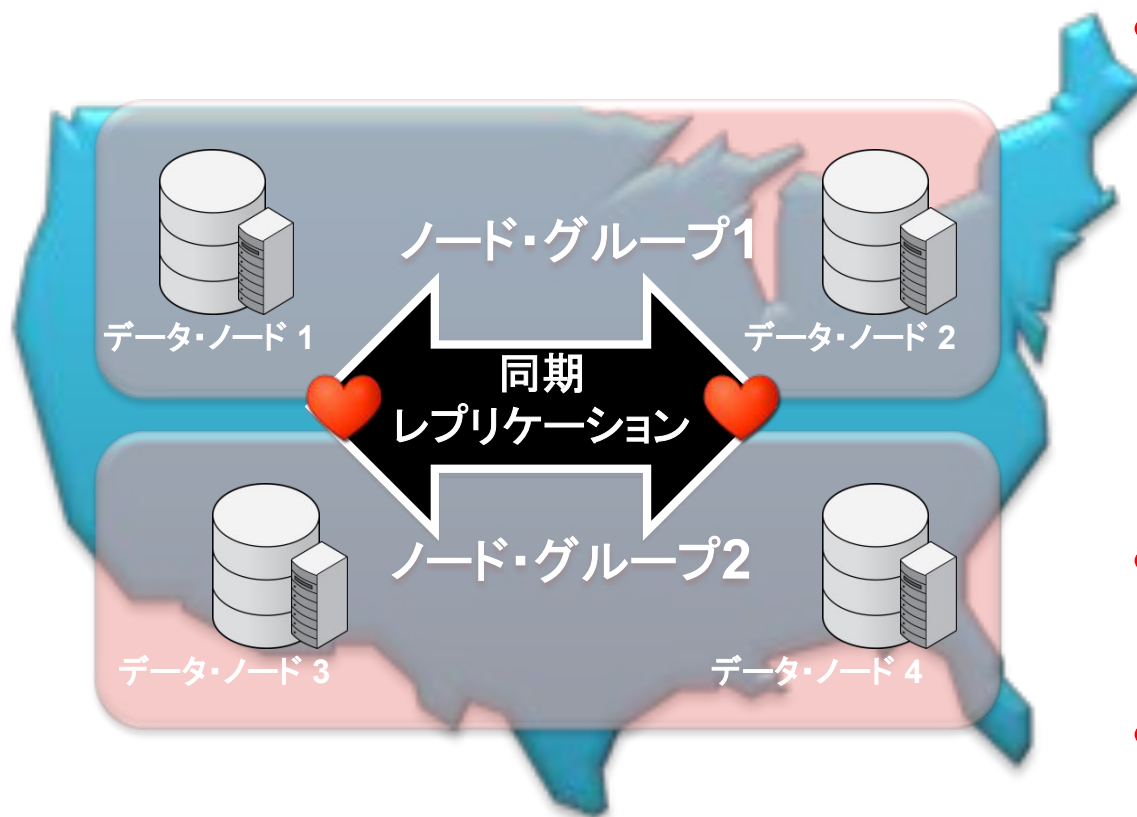 ノード・グループ1
データ・ノード 1
データ・ノード 2
同期
レプリケーション
ノード・グループ2
データ・ノード 3
データ・ノード 4